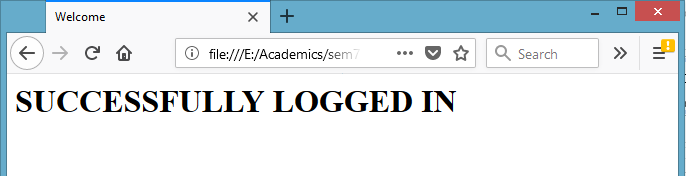 Welcome
file:///E:/Academics/sem7
Search
SUCCESSFULLY LOGGED IN